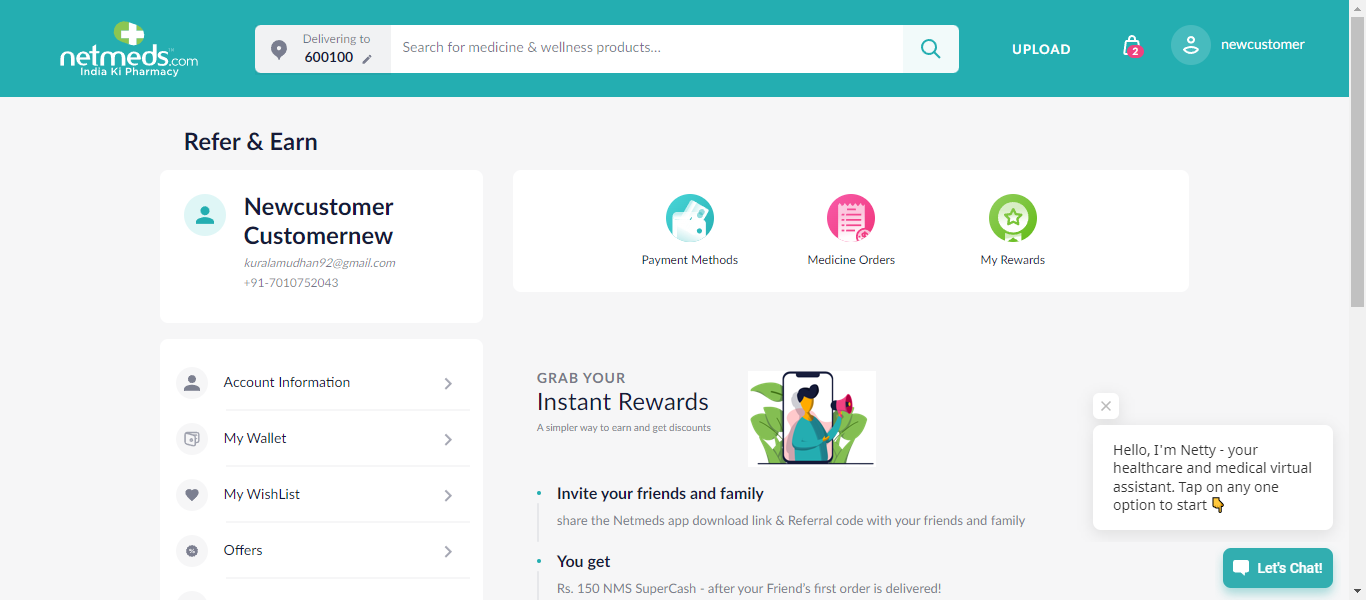 netmeds.com
India Ki Pharmacy
Delivering to
600100
Search for medicine & wellness products...
UPLOAD
2
newcustomer
Refer & Earn
Newcustomer
Customernew
kuralamudhan92@gmail.com
+91-7010752043
Payment Methods
Medicine Orders
My Rewards
Account Information
My Wallet
My WishList
Offers
GRAB YOUR
Instant Rewards
A simpler way to earn and get discounts
Invite your friends and family
share the Netmeds app download link & Referral code with your friends and family
You get
Rs. 150 NMS SuperCash - after your Friend's first order is delivered!
Hello, I'm Netty - your
healthcare and medical virtual
assistant. Tap on any one
option to start 👇
Let's Chat!